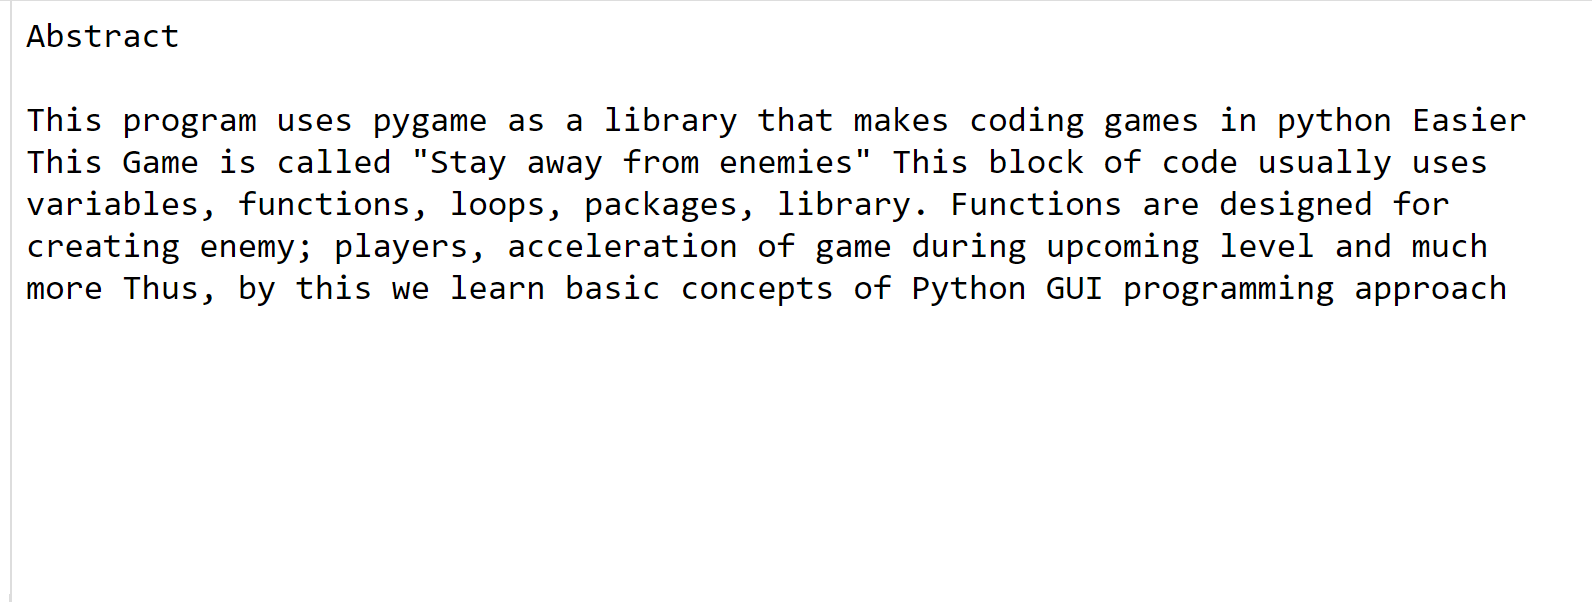 Abstract
This program uses pygame as a library that makes coding games in python Easier
This Game is called "Stay away from enemies" This block of code usually uses
variables, functions, loops, packages, library. Functions are designed for
creating enemy; players, acceleration of game during upcoming level and much
more Thus, by this we learn basic concepts of Python GUI programming approach